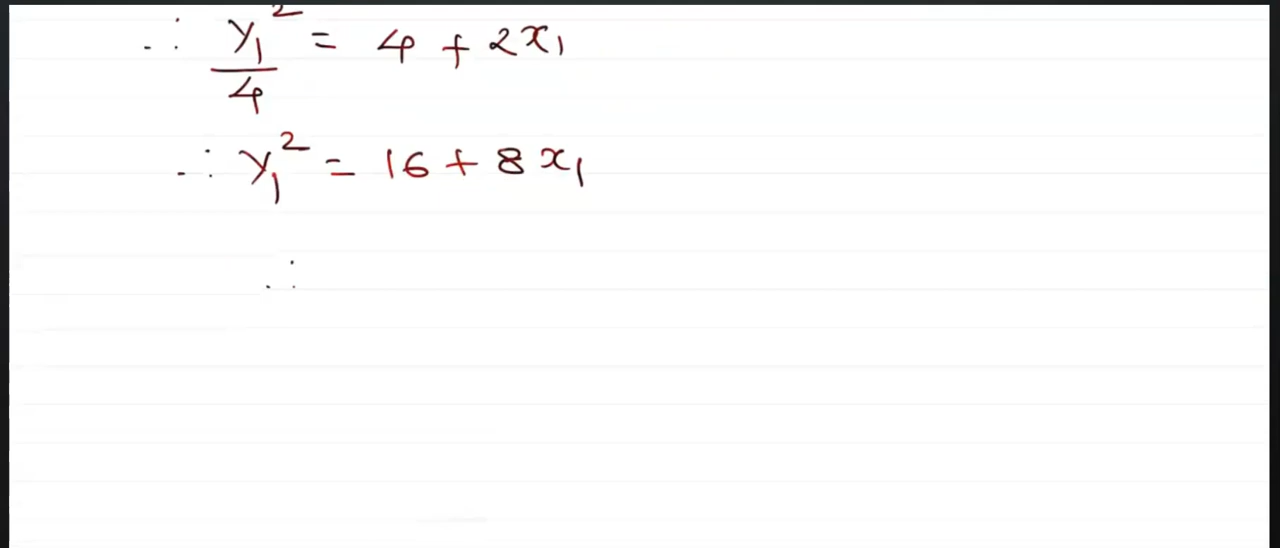 ∴ y₁²/4 = 4 + 2x₁
∴ y₁² = 16 + 8x₁
∴